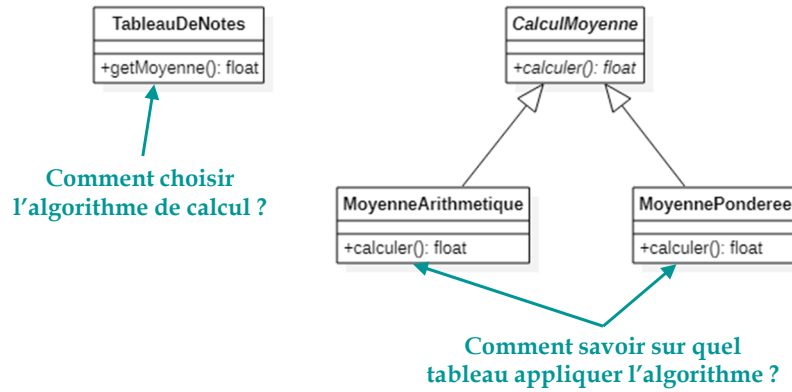 TableauDeNotes
+getMoyenne(): float
CalculMoyenne
+calculer(): float
Comment choisir
l’algorithme de calcul ?
MoyenneArithmetique
+calculer(): float
MoyennePonderee
+calculer(): float
Comment savoir sur quel
tableau appliquer l’algorithme ?